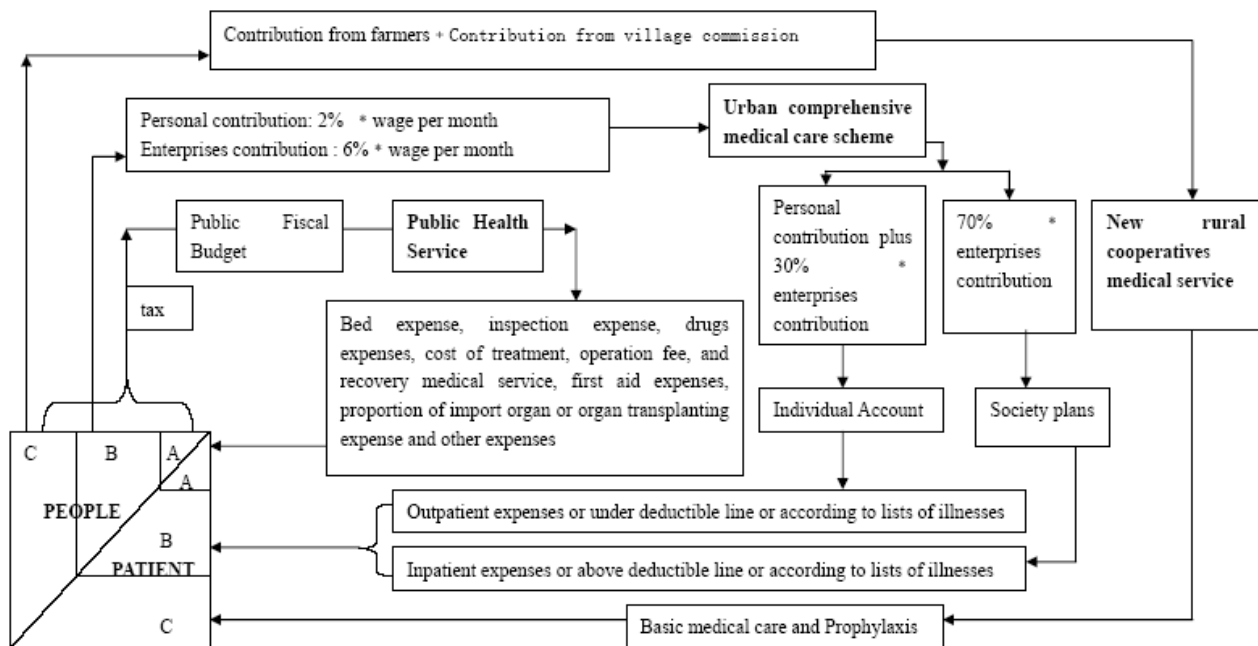 Contribution from farmers + Contribution from village commission
Personal contribution: 2% * wage per month
Enterprises contribution : 6% * wage per month
Urban comprehensive
medical care scheme
Public Fiscal
Budget
Public Health
Service
Personal
contribution plus
30% *
enterprises
contribution
70% *
enterprises
contribution
New rural
cooperatives
medical service
tax
Bed expense, inspection expense, drugs
expenses, cost of treatment, operation fee, and
recovery medical service, first aid expenses,
proportion of import organ or organ transplanting
expense and other expenses
Individual Account
Society plans
C
B
A
A
PEOPLE
B
PATIENT
C
Outpatient expenses or under deductible line or according to lists of illnesses
Inpatient expenses or above deductible line or according to lists of illnesses
Basic medical care and Prophylaxis